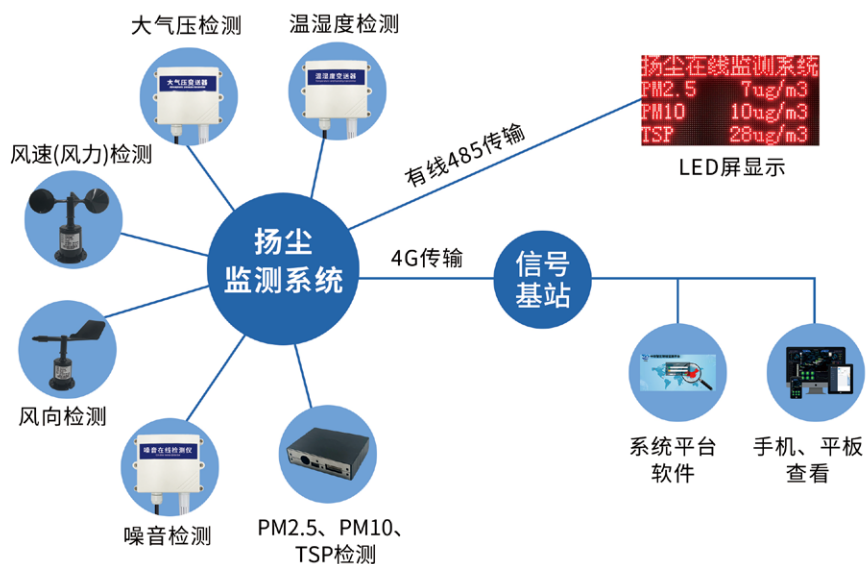 大气压检测
温湿度检测
大气压变送器
温湿度变送器
扬尘在线监测系统
PM2.5 7ug/m3
PM10 10ug/m3
TSP 28ug/m3
LED屏显示
有线485传输
风速(风力)检测
扬尘
监测系统
4G传输
信号
基站
风向检测
噪音在线检测仪
噪音检测
PM2.5、PM10、
TSP检测
系统平台
软件
手机、平板
查看